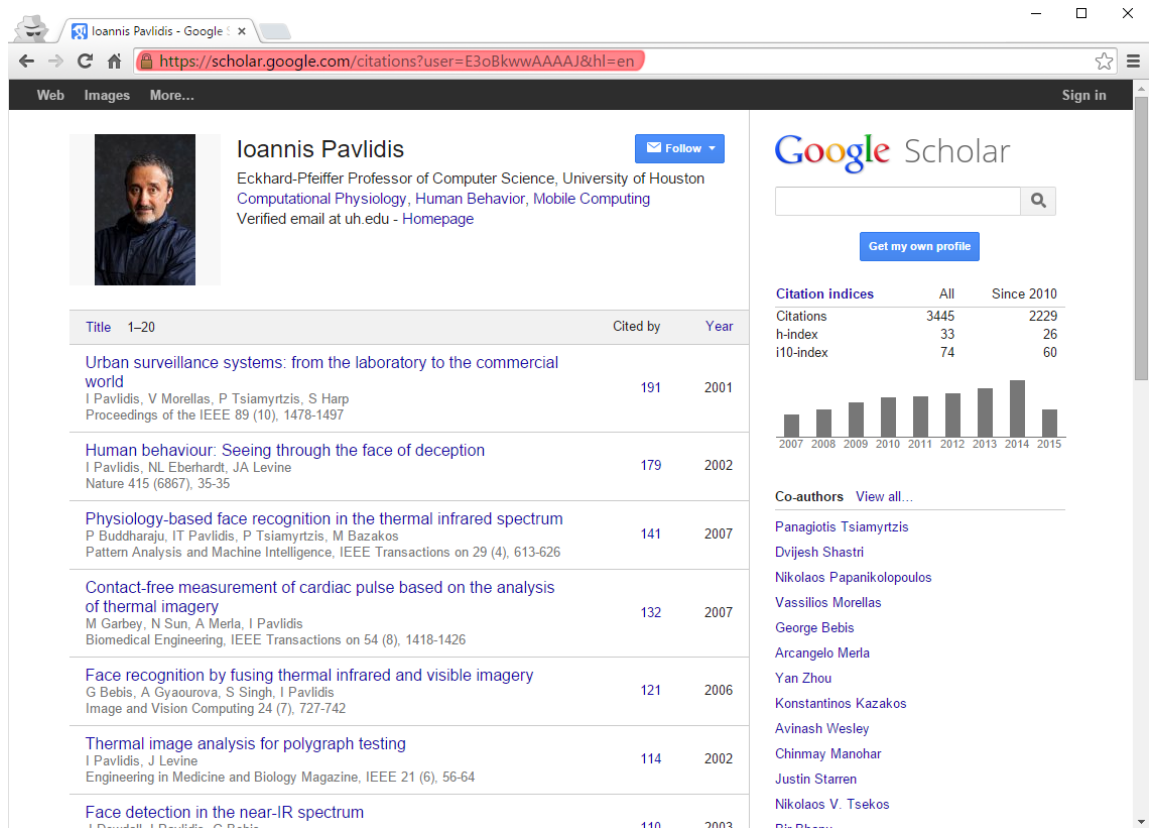 Ioannis Pavlidis - Google S
https://scholar.google.com/citations?user=E3oBkwwAAAAJ&hl=en
Web Images More... Sign in
Ioannis Pavlidis
Follow
Eckhard-Pfeiffer Professor of Computer Science, University of Houston
Computational Physiology, Human Behavior, Mobile Computing
Verified email at uh.edu - Homepage
Title 1–20 Cited by Year
Urban surveillance systems: from the laboratory to the commercial
world
I Pavlidis, V Morellas, P Tsiamyrtzis, S Harp
Proceedings of the IEEE 89 (10), 1478-1497
191 2001
Human behaviour: Seeing through the face of deception
I Pavlidis, NL Eberhardt, JA Levine
Nature 415 (6867), 35-35
179 2002
Physiology-based face recognition in the thermal infrared spectrum
P Buddharaju, IT Pavlidis, P Tsiamyrtzis, M Bazakos
Pattern Analysis and Machine Intelligence, IEEE Transactions on 29 (4), 613-626
141 2007
Contact-free measurement of cardiac pulse based on the analysis
of thermal imagery
M Garbey, N Sun, A Merla, I Pavlidis
Biomedical Engineering, IEEE Transactions on 54 (8), 1418-1426
132 2007
Face recognition by fusing thermal infrared and visible imagery
G Bebis, A Gyaourova, S Singh, I Pavlidis
Image and Vision Computing 24 (7), 727-742
121 2006
Thermal image analysis for polygraph testing
I Pavlidis, J Levine
Engineering in Medicine and Biology Magazine, IEEE 21 (6), 56-64
114 2002
Face detection in the near-IR spectrum
110 2003
Google Scholar
Get my own profile
Citation indices All Since 2010
Citations 3445 2229
h-index 33 26
i10-index 74 60
2007 2008 2009 2010 2011 2012 2013 2014 2015
Co-authors View all...
Panagiotis Tsiamyrtzis
Dvijesh Shastri
Nikolaos Papanikolopoulos
Vassilios Morellas
George Bebis
Arcangelo Merla
Yan Zhou
Konstantinos Kazakos
Avinash Wesley
Chinmay Manohar
Justin Starren
Nikolaos V. Tsekos